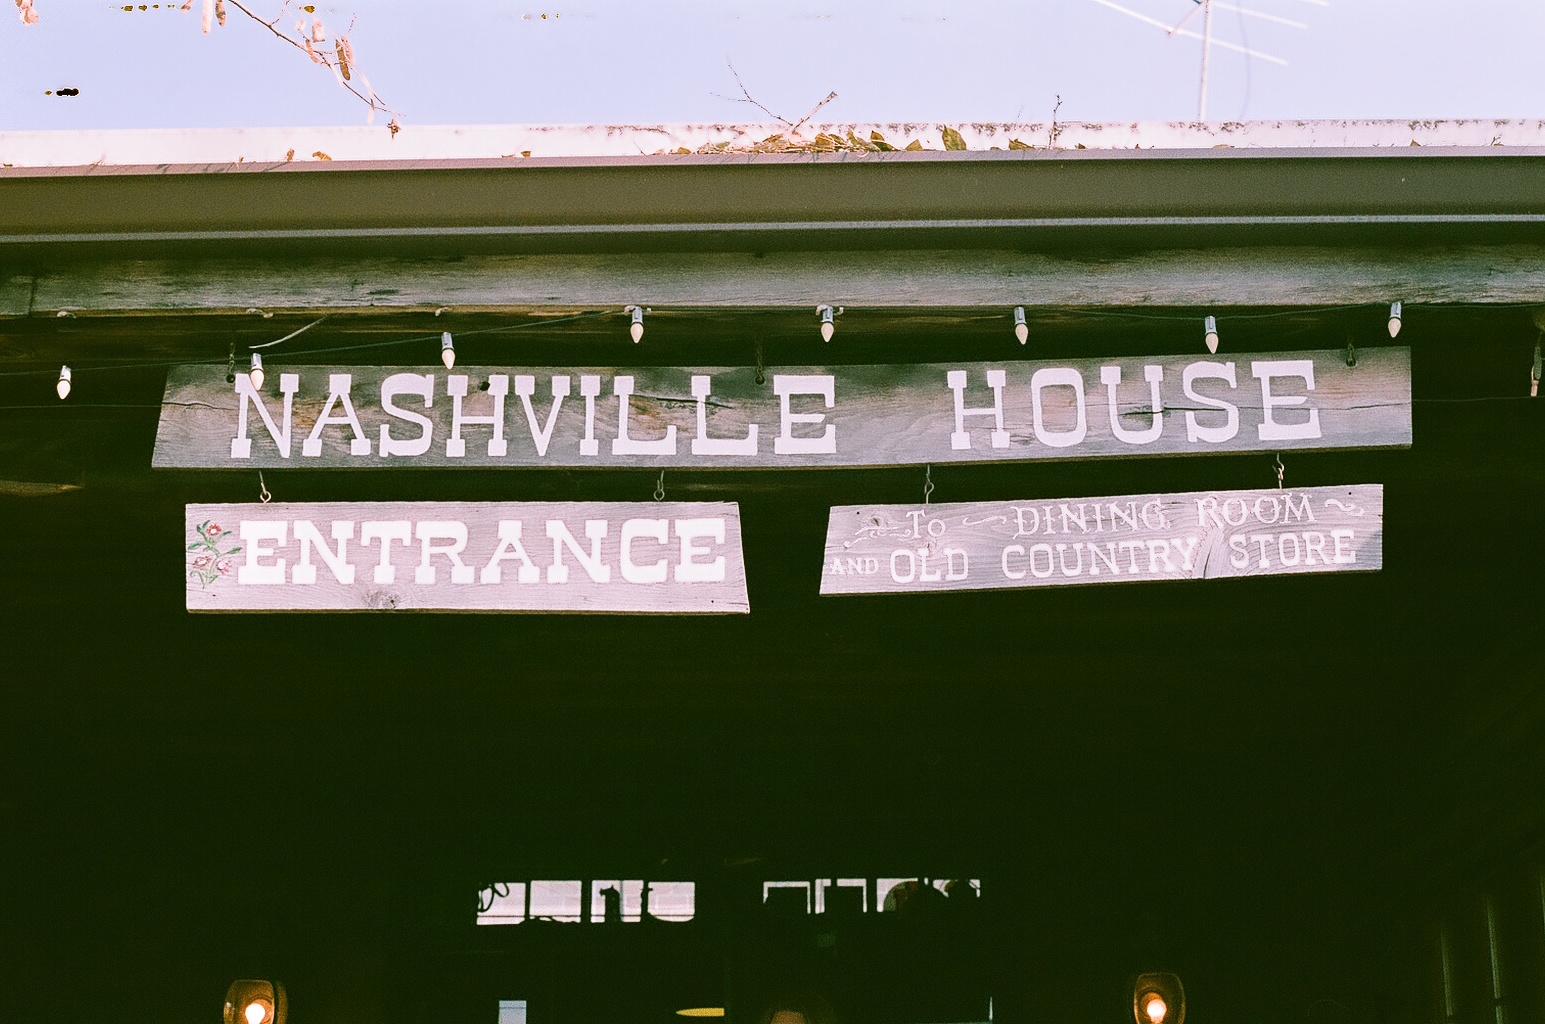 NASHVILLE HOUSE
ENTRANCE
To DINING ROOM
AND OLD COUNTRY STORE